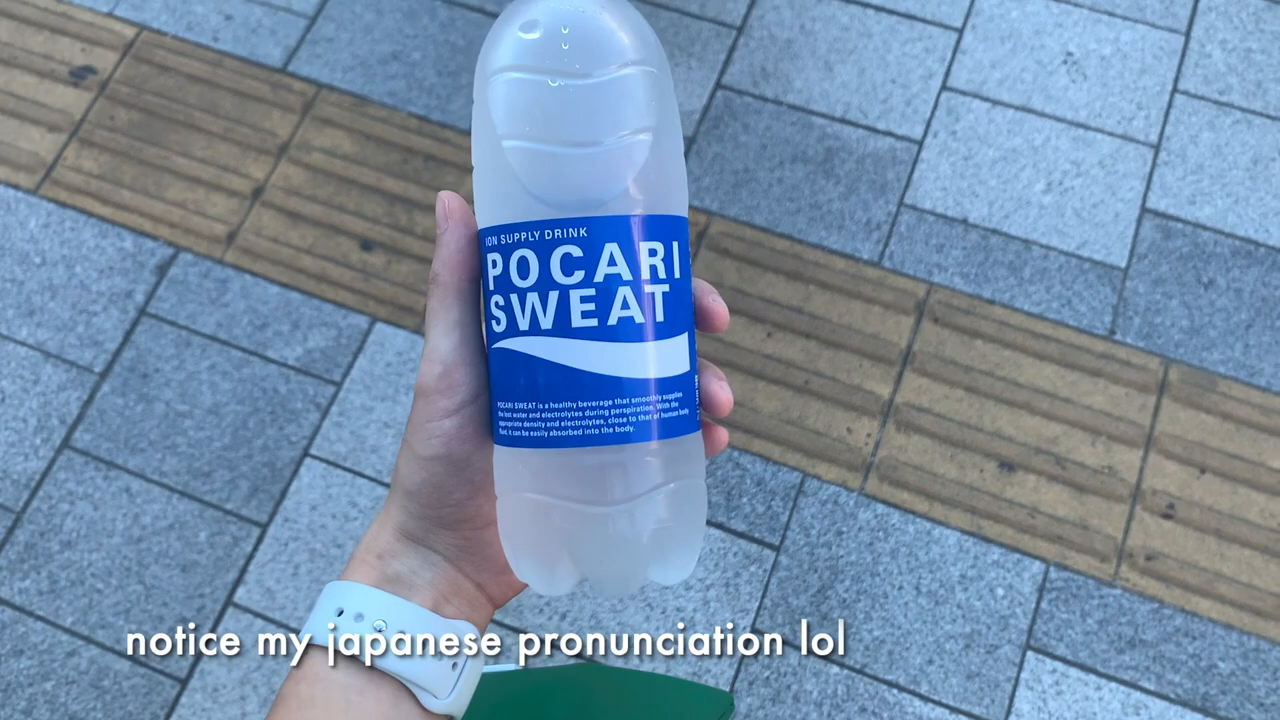 ION SUPPLY DRINK
POCARI
SWEAT
POCARI SWEAT is a healthy beverage that smoothly supplies
the lost water and electrolytes during perspiration. With the
appropriate density and electrolytes, close to that of human body
fluid, it can be easily absorbed into the body.
notice my japanese pronunciation lol